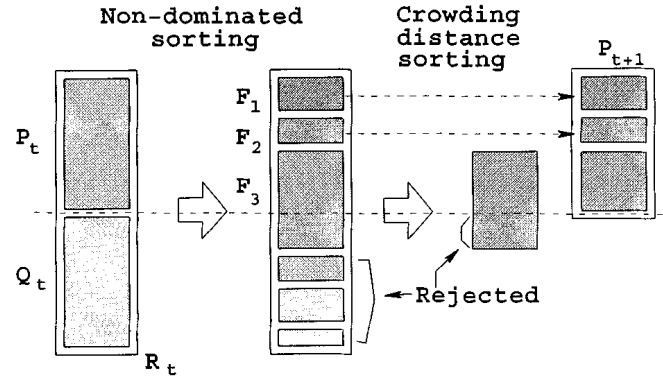 Non-dominated
sorting
Crowding
distance
sorting
P t+1
P t
F 1
F 2
F 3
Q t
Rejected
R t